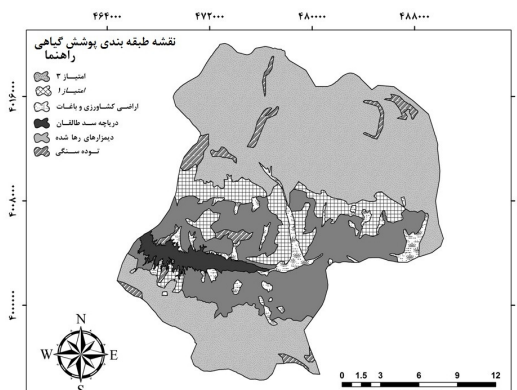 ۴۶۴۰۰۰ ۴۷۲۰۰۰ ۴۸۰۰۰۰ ۴۸۸۰۰۰
نقشه طبقه بندی پوشش گیاهی
راهنما
امتیاز ۳
امتیاز ۱
اراضی کشاورزی و باغات
دریاچه سد طالقان
دیمزارهای رها شده
توده سنگی
۴۰۱۶۰۰۰
۴۰۰۸۰۰۰
۴۰۰۰۰۰۰
N
W E
S
0 1.5 3 6 9 12